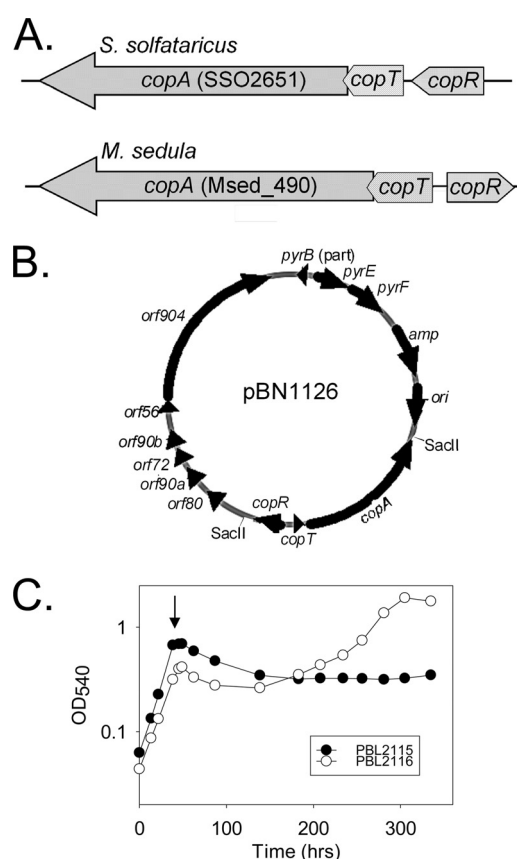 A.
S. solfataricus
copA (SSO2651) copT copR
M. sedula
copA (Msed_490) copT copR
B.
pyrB (part)
pyrE
pyrF
orf904
amp
pBN1126
ori
orf56
SacII
orf90b
orf72
orf90a
orf80
copR
copA
SacII
copT
C.
1
OD540
0.1
PBL2115
PBL2116
0 100 200 300
Time (hrs)